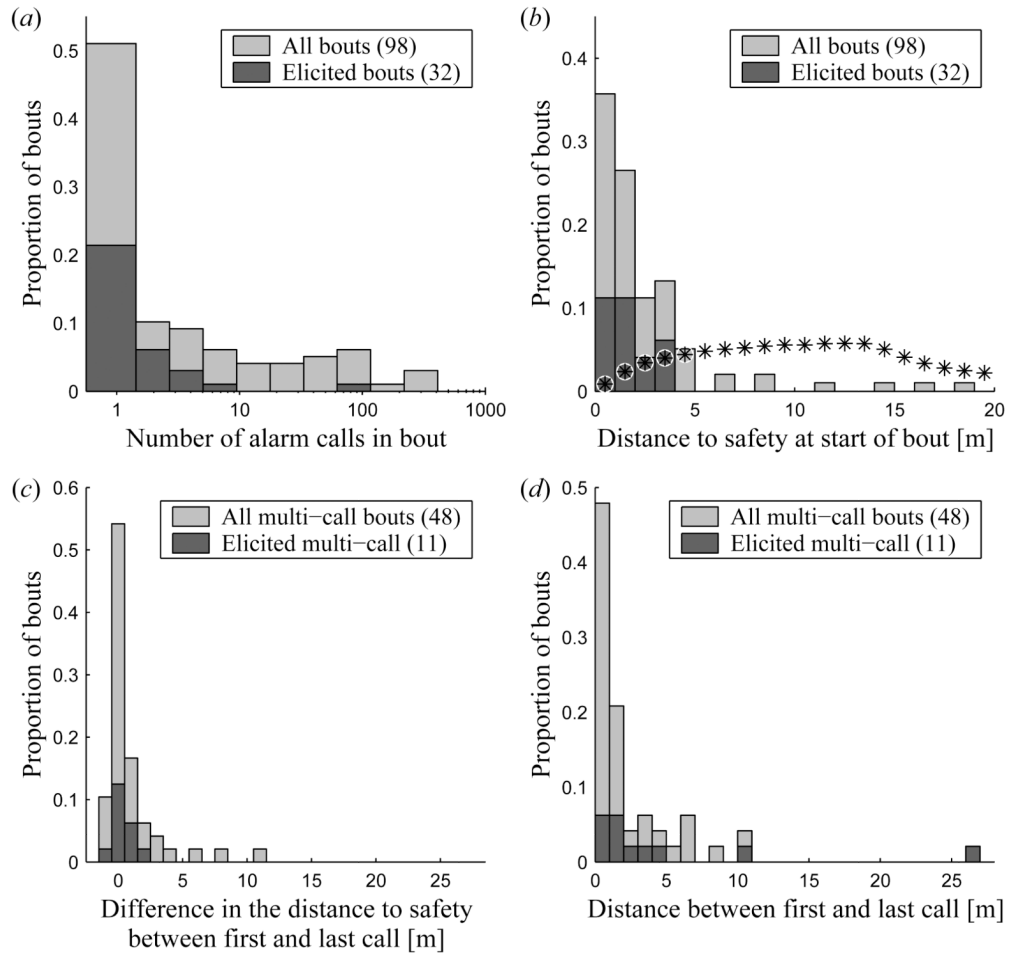 (a)
All bouts (98)
Elicited bouts (32)
Proportion of bouts
0.5
0.4
0.3
0.2
0.1
0
1
10
100
1000
Number of alarm calls in bout
(b)
All bouts (98)
Elicited bouts (32)
Proportion of bouts
0.4
0.3
0.2
0.1
0
0
5
10
15
20
Distance to safety at start of bout [m]
(c)
All multi−call bouts (48)
Elicited multi−call (11)
Proportion of bouts
0.6
0.5
0.4
0.3
0.2
0.1
0
0
5
10
15
20
25
Difference in the distance to safety
between first and last call [m]
(d)
All multi−call bouts (48)
Elicited multi−call (11)
Proportion of bouts
0.5
0.4
0.3
0.2
0.1
0
0
5
10
15
20
25
Distance between first and last call [m]